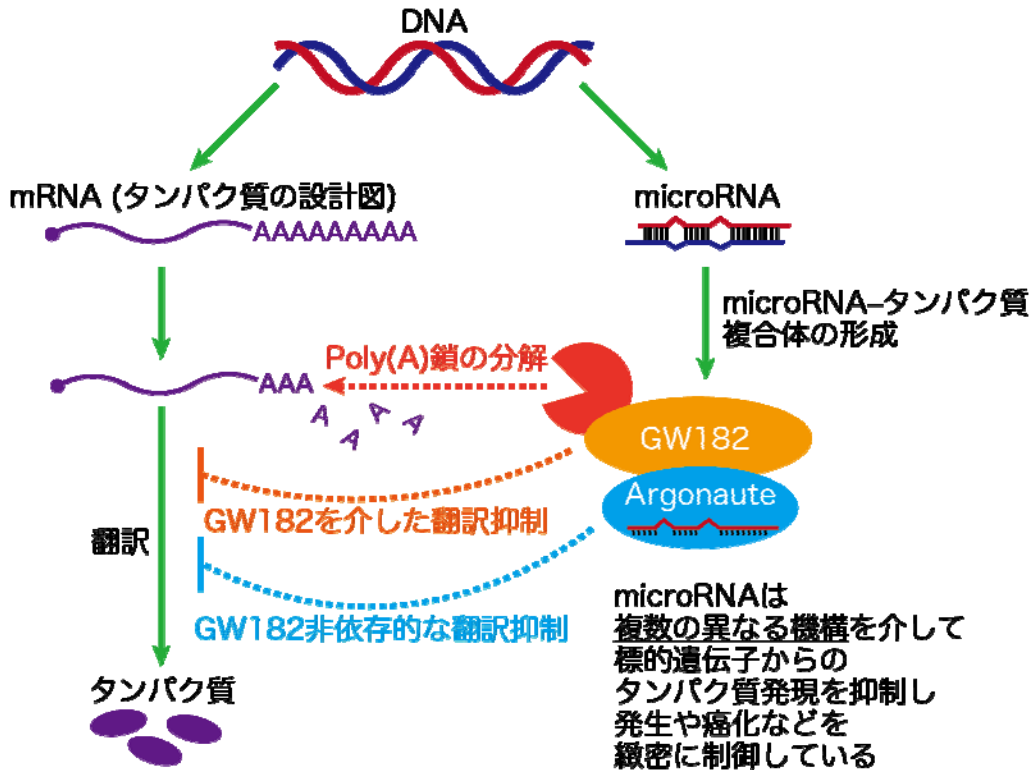 DNA
mRNA (タンパク質の設計図)
AAAAAAAAA
microRNA
microRNA–タンパク質
複合体の形成
Poly(A)鎖の分解
AAA
A
A
A
A
GW182
Argonaute
GW182を介した翻訳抑制
翻訳
GW182非依存的な翻訳抑制
タンパク質
microRNAは
複数の異なる機構を介して
標的遺伝子からの
タンパク質発現を抑制し
発生や癌化などを
緻密に制御している